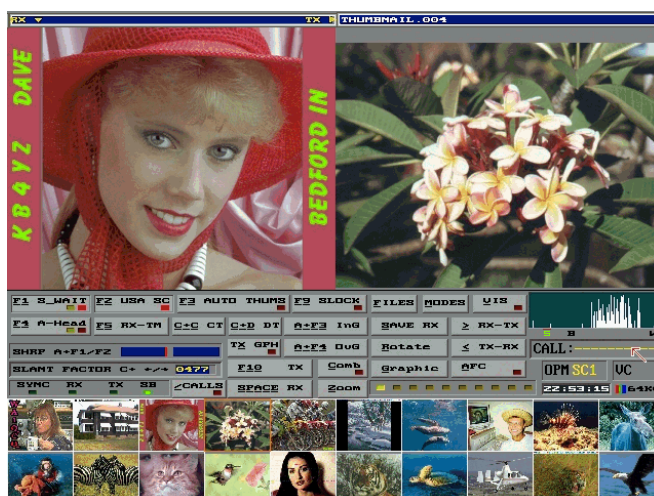 RX TX
THUMBNAIL.004
KB4YZ DAVE
BEDFORD IN
F1 S_WAIT F2 USA SC F3 AUTO THUMS F9 SLOCK FILES MODES VIS
F4 A-Head F5 RX-TM C+C CT C+D DT A+F3 InG SAVE RX > RX-TX
S B
SHRP A+F1/F2 TX GPH A+F4 OvG Rotate < TX-RX
CALL:
SLANT FACTOR C+ ←/→ 0477 F10 TX Comb Graphic AFC
OPM SC1 VC
SYNC RX TX SB /CALLS SPACE RX Zoom
22:53:15 64K